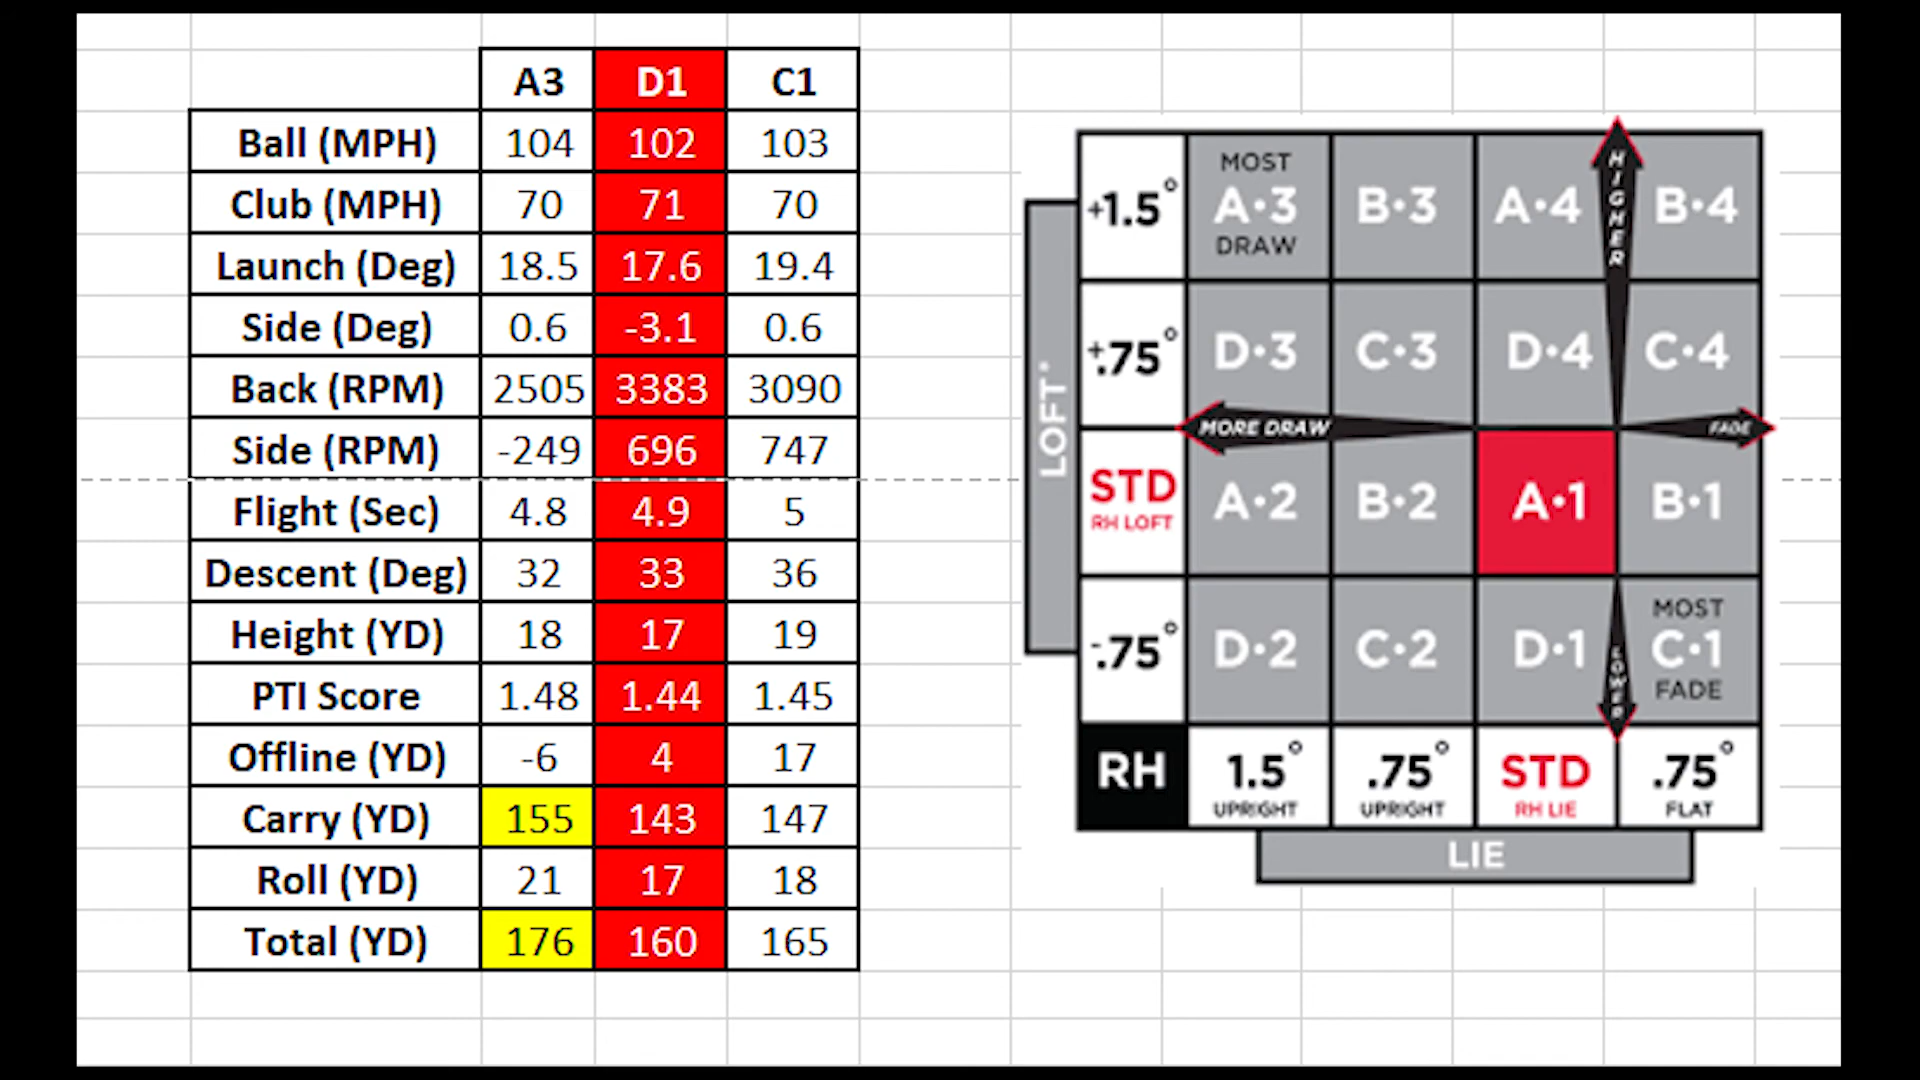 A3 D1 C1
Ball (MPH) 104 102 103
Club (MPH) 70 71 70
Launch (Deg) 18.5 17.6 19.4
Side (Deg) 0.6 -3.1 0.6
Back (RPM) 2505 3383 3090
Side (RPM) -249 696 747
Flight (Sec) 4.8 4.9 5
Descent (Deg) 32 33 36
Height (YD) 18 17 19
PTI Score 1.48 1.44 1.45
Offline (YD) -6 4 17
Carry (YD) 155 143 147
Roll (YD) 21 17 18
Total (YD) 176 160 165
LOFT°
+1.5° MOST A•3 DRAW B•3 A•4 B•4
HIGHER
+.75° D•3 C•3 D•4 C•4
MORE DRAW FADE
STD RH LOFT A•2 B•2 A•1 B•1
-.75° D•2 C•2 D•1 MOST C•1 FADE
LOWER
RH 1.5° UPRIGHT .75° UPRIGHT STD RH LIE .75° FLAT
LIE